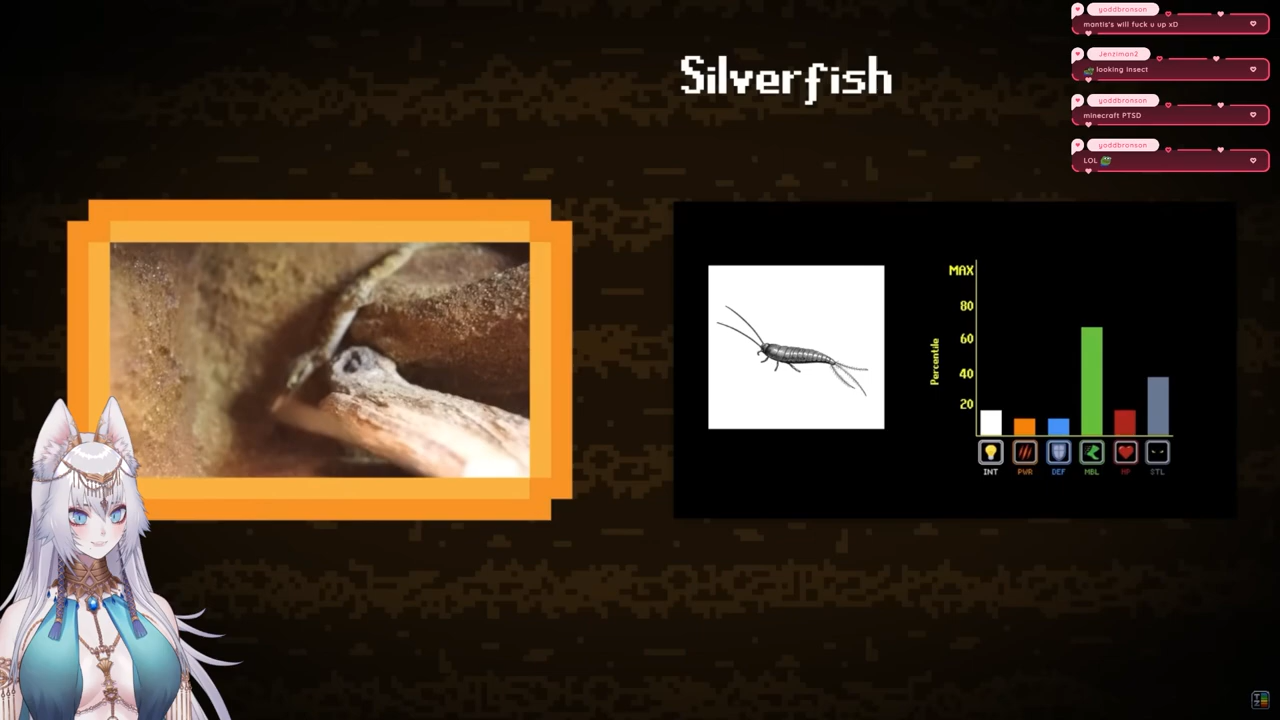 Silverfish
yoddbronson
mantis's will fuck u up xD
Jenziman2
looking insect
yoddbronson
minecraft PTSD
yoddbronson
LOL
MAX
80
60
40
20
Percentile
INT
PWR
DEF
MBL
HP
STL